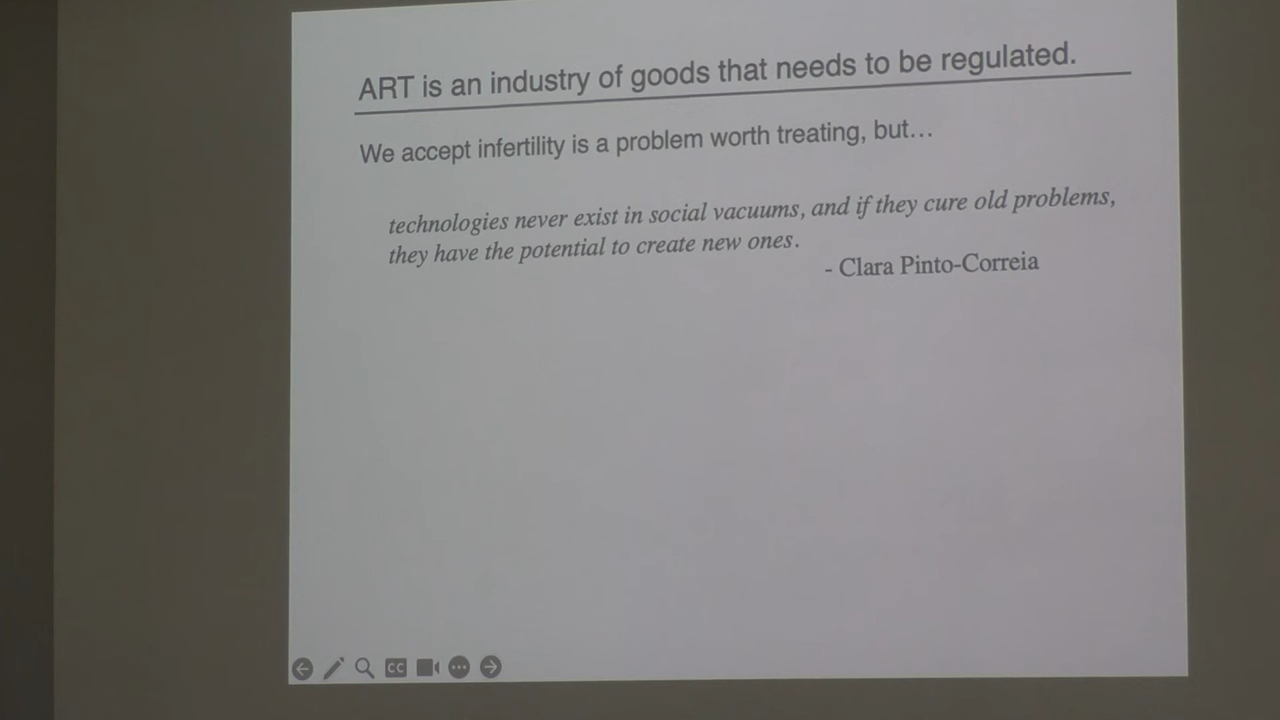 ART is an industry of goods that needs to be regulated.
We accept infertility is a problem worth treating, but…
technologies never exist in social vacuums, and if they cure old problems,
they have the potential to create new ones.
- Clara Pinto-Correia
CC